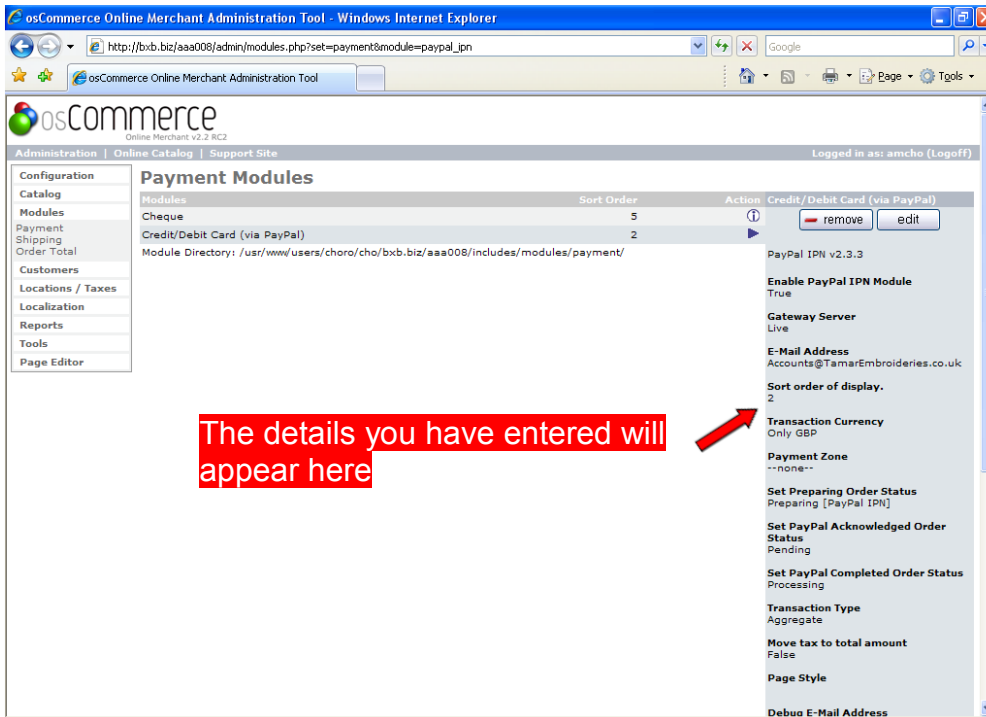 osCommerce Online Merchant Administration Tool - Windows Internet Explorer
http://bxb.biz/aaa008/admin/modules.php?set=payment&module=paypal_ipn
Google
osCommerce Online Merchant Administration Tool
Page
Tools
osCommerce
Online Merchant v2.2 RC2
Administration | Online Catalog | Support Site
Logged in as: amcho (Logoff)
Configuration
Catalog
Modules
Payment
Shipping
Order Total
Customers
Locations / Taxes
Localization
Reports
Tools
Page Editor
Payment Modules
Modules Sort Order Action
Cheque 5
Credit/Debit Card (via PayPal) 2
Module Directory: /usr/www/users/choro/cho/bxb.biz/aaa008/includes/modules/payment/
The details you have entered will
appear here
Credit/Debit Card (via PayPal)
remove edit
PayPal IPN v2.3.3
Enable PayPal IPN Module
True
Gateway Server
Live
E-Mail Address
Accounts@TamarEmbroideries.co.uk
Sort order of display.
2
Transaction Currency
Only GBP
Payment Zone
--none--
Set Preparing Order Status
Preparing [PayPal IPN]
Set PayPal Acknowledged Order
Status
Pending
Set PayPal Completed Order Status
Processing
Transaction Type
Aggregate
Move tax to total amount
False
Page Style
Debug E-Mail Address